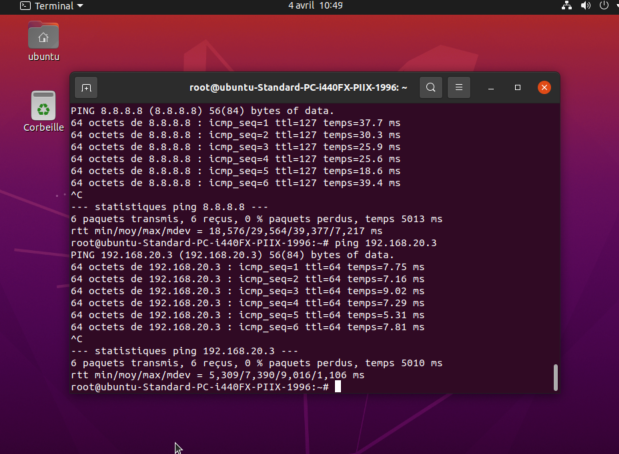 Terminal
4 avril 10:49
ubuntu
Corbeille
root@ubuntu-Standard-PC-i440FX-PIIX-1996: ~
PING 8.8.8.8 (8.8.8.8) 56(84) bytes of data.
64 octets de 8.8.8.8 : icmp_seq=1 ttl=127 temps=37.7 ms
64 octets de 8.8.8.8 : icmp_seq=2 ttl=127 temps=30.3 ms
64 octets de 8.8.8.8 : icmp_seq=3 ttl=127 temps=25.9 ms
64 octets de 8.8.8.8 : icmp_seq=4 ttl=127 temps=25.6 ms
64 octets de 8.8.8.8 : icmp_seq=5 ttl=127 temps=18.6 ms
64 octets de 8.8.8.8 : icmp_seq=6 ttl=127 temps=39.4 ms
^C
--- statistiques ping 8.8.8.8 ---
6 paquets transmis, 6 reçus, 0 % paquets perdus, temps 5013 ms
rtt min/moy/max/mdev = 18,576/29,564/39,377/7,217 ms
root@ubuntu-Standard-PC-i440FX-PIIX-1996:~# ping 192.168.20.3
PING 192.168.20.3 (192.168.20.3) 56(84) bytes of data.
64 octets de 192.168.20.3 : icmp_seq=1 ttl=64 temps=7.75 ms
64 octets de 192.168.20.3 : icmp_seq=2 ttl=64 temps=7.16 ms
64 octets de 192.168.20.3 : icmp_seq=3 ttl=64 temps=9.02 ms
64 octets de 192.168.20.3 : icmp_seq=4 ttl=64 temps=7.29 ms
64 octets de 192.168.20.3 : icmp_seq=5 ttl=64 temps=5.31 ms
64 octets de 192.168.20.3 : icmp_seq=6 ttl=64 temps=7.81 ms
^C
--- statistiques ping 192.168.20.3 ---
6 paquets transmis, 6 reçus, 0 % paquets perdus, temps 5010 ms
rtt min/moy/max/mdev = 5,309/7,390/9,016/1,106 ms
root@ubuntu-Standard-PC-i440FX-PIIX-1996:~#